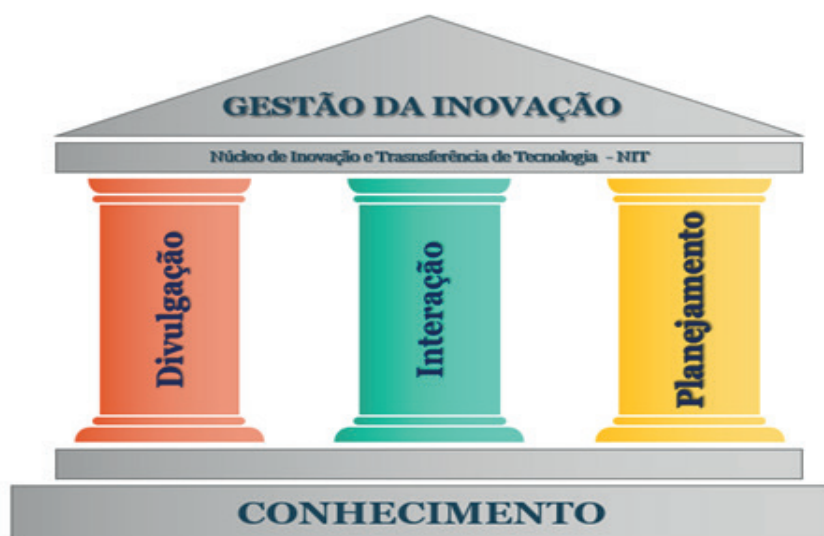 GESTÃO DA INOVAÇÃO
Núcleo de Inovação e Trasnsferência de Tecnologia - NIT
Divulgação
Interação
Planejamento
CONHECIMENTO